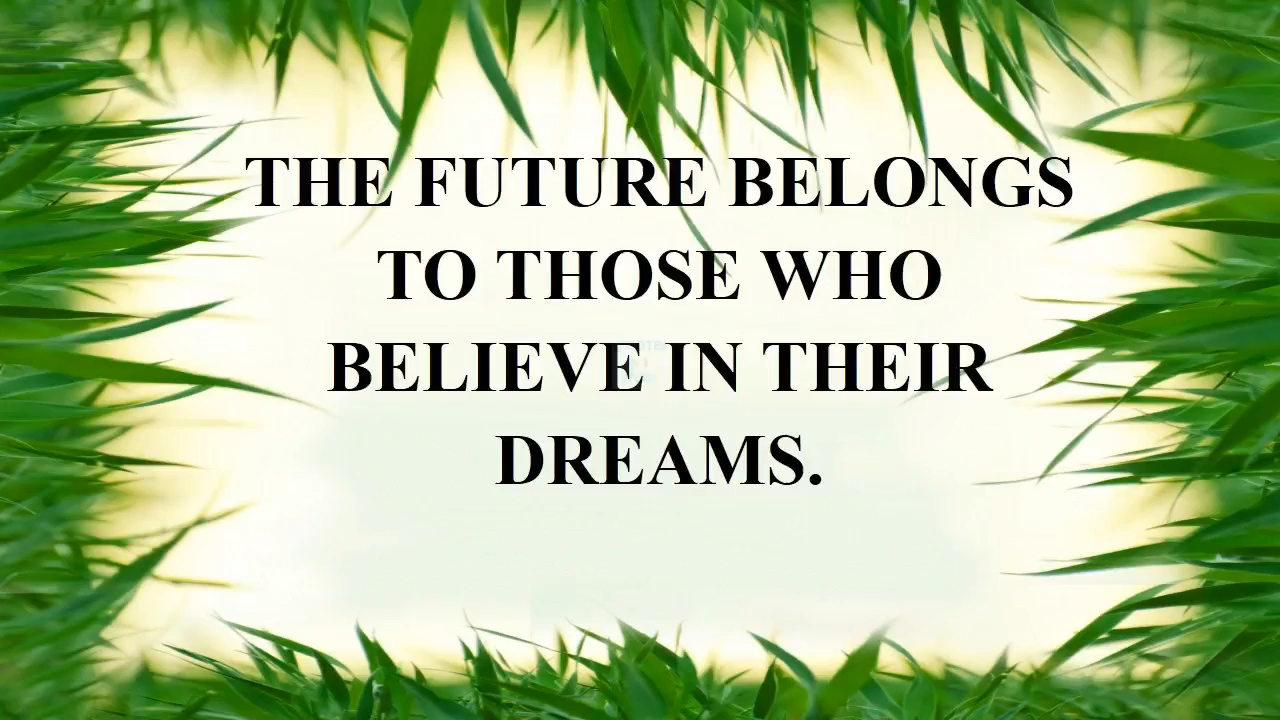 THE FUTURE BELONGS
TO THOSE WHO
BELIEVE IN THEIR
DREAMS.